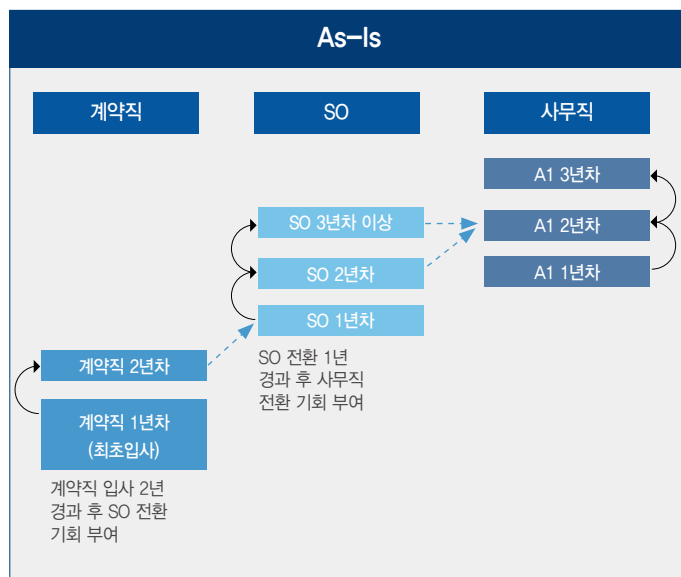 As-Is
계약직
SO
사무직
A1 3년차
SO 3년차 이상
A1 2년차
SO 2년차
A1 1년차
SO 1년차
SO 전환 1년
경과 후 사무직
전환 기회 부여
계약직 2년차
계약직 1년차
(최초입사)
계약직 입사 2년
경과 후 SO 전환
기회 부여